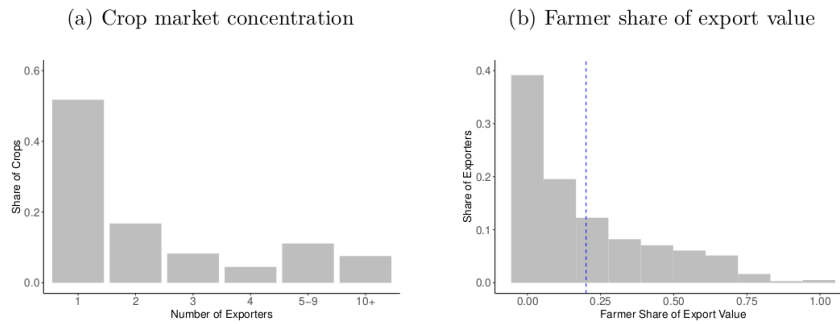 (a) Crop market concentration
(b) Farmer share of export value
0.6
0.4
0.2
0.0
Share of Crops
1 2 3 4 5−9 10+
Number of Exporters
0.4
0.3
0.2
0.1
0.0
Share of Exporters
0.00 0.25 0.50 0.75 1.00
Farmer Share of Export Value